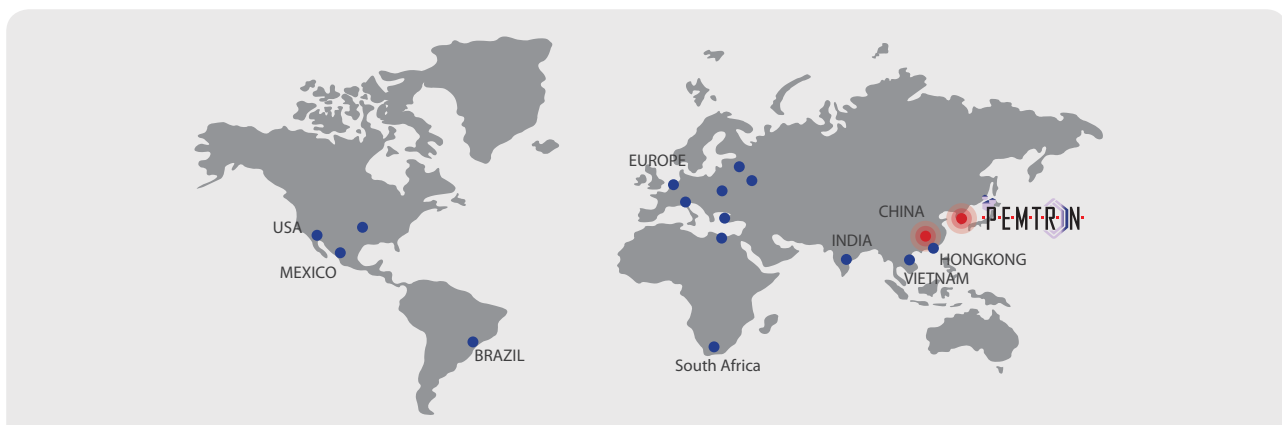 EUROPE
CHINA
PEMTRON
USA
INDIA
HONGKONG
MEXICO
VIETNAM
BRAZIL
South Africa